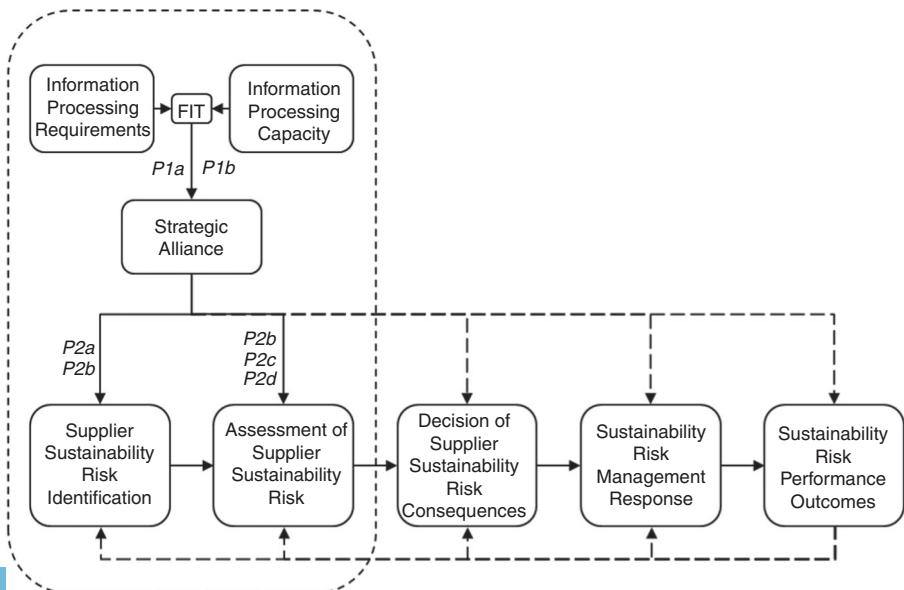 Information
Processing
Requirements
FIT
Information
Processing
Capacity
P1a
P1b
Strategic
Alliance
P2a
P2b
P2b
P2c
P2d
Supplier
Sustainability
Risk
Identification
Assessment of
Supplier
Sustainability
Risk
Decision of
Supplier
Sustainability
Risk
Consequences
Sustainability
Risk
Management
Response
Sustainability
Risk
Performance
Outcomes